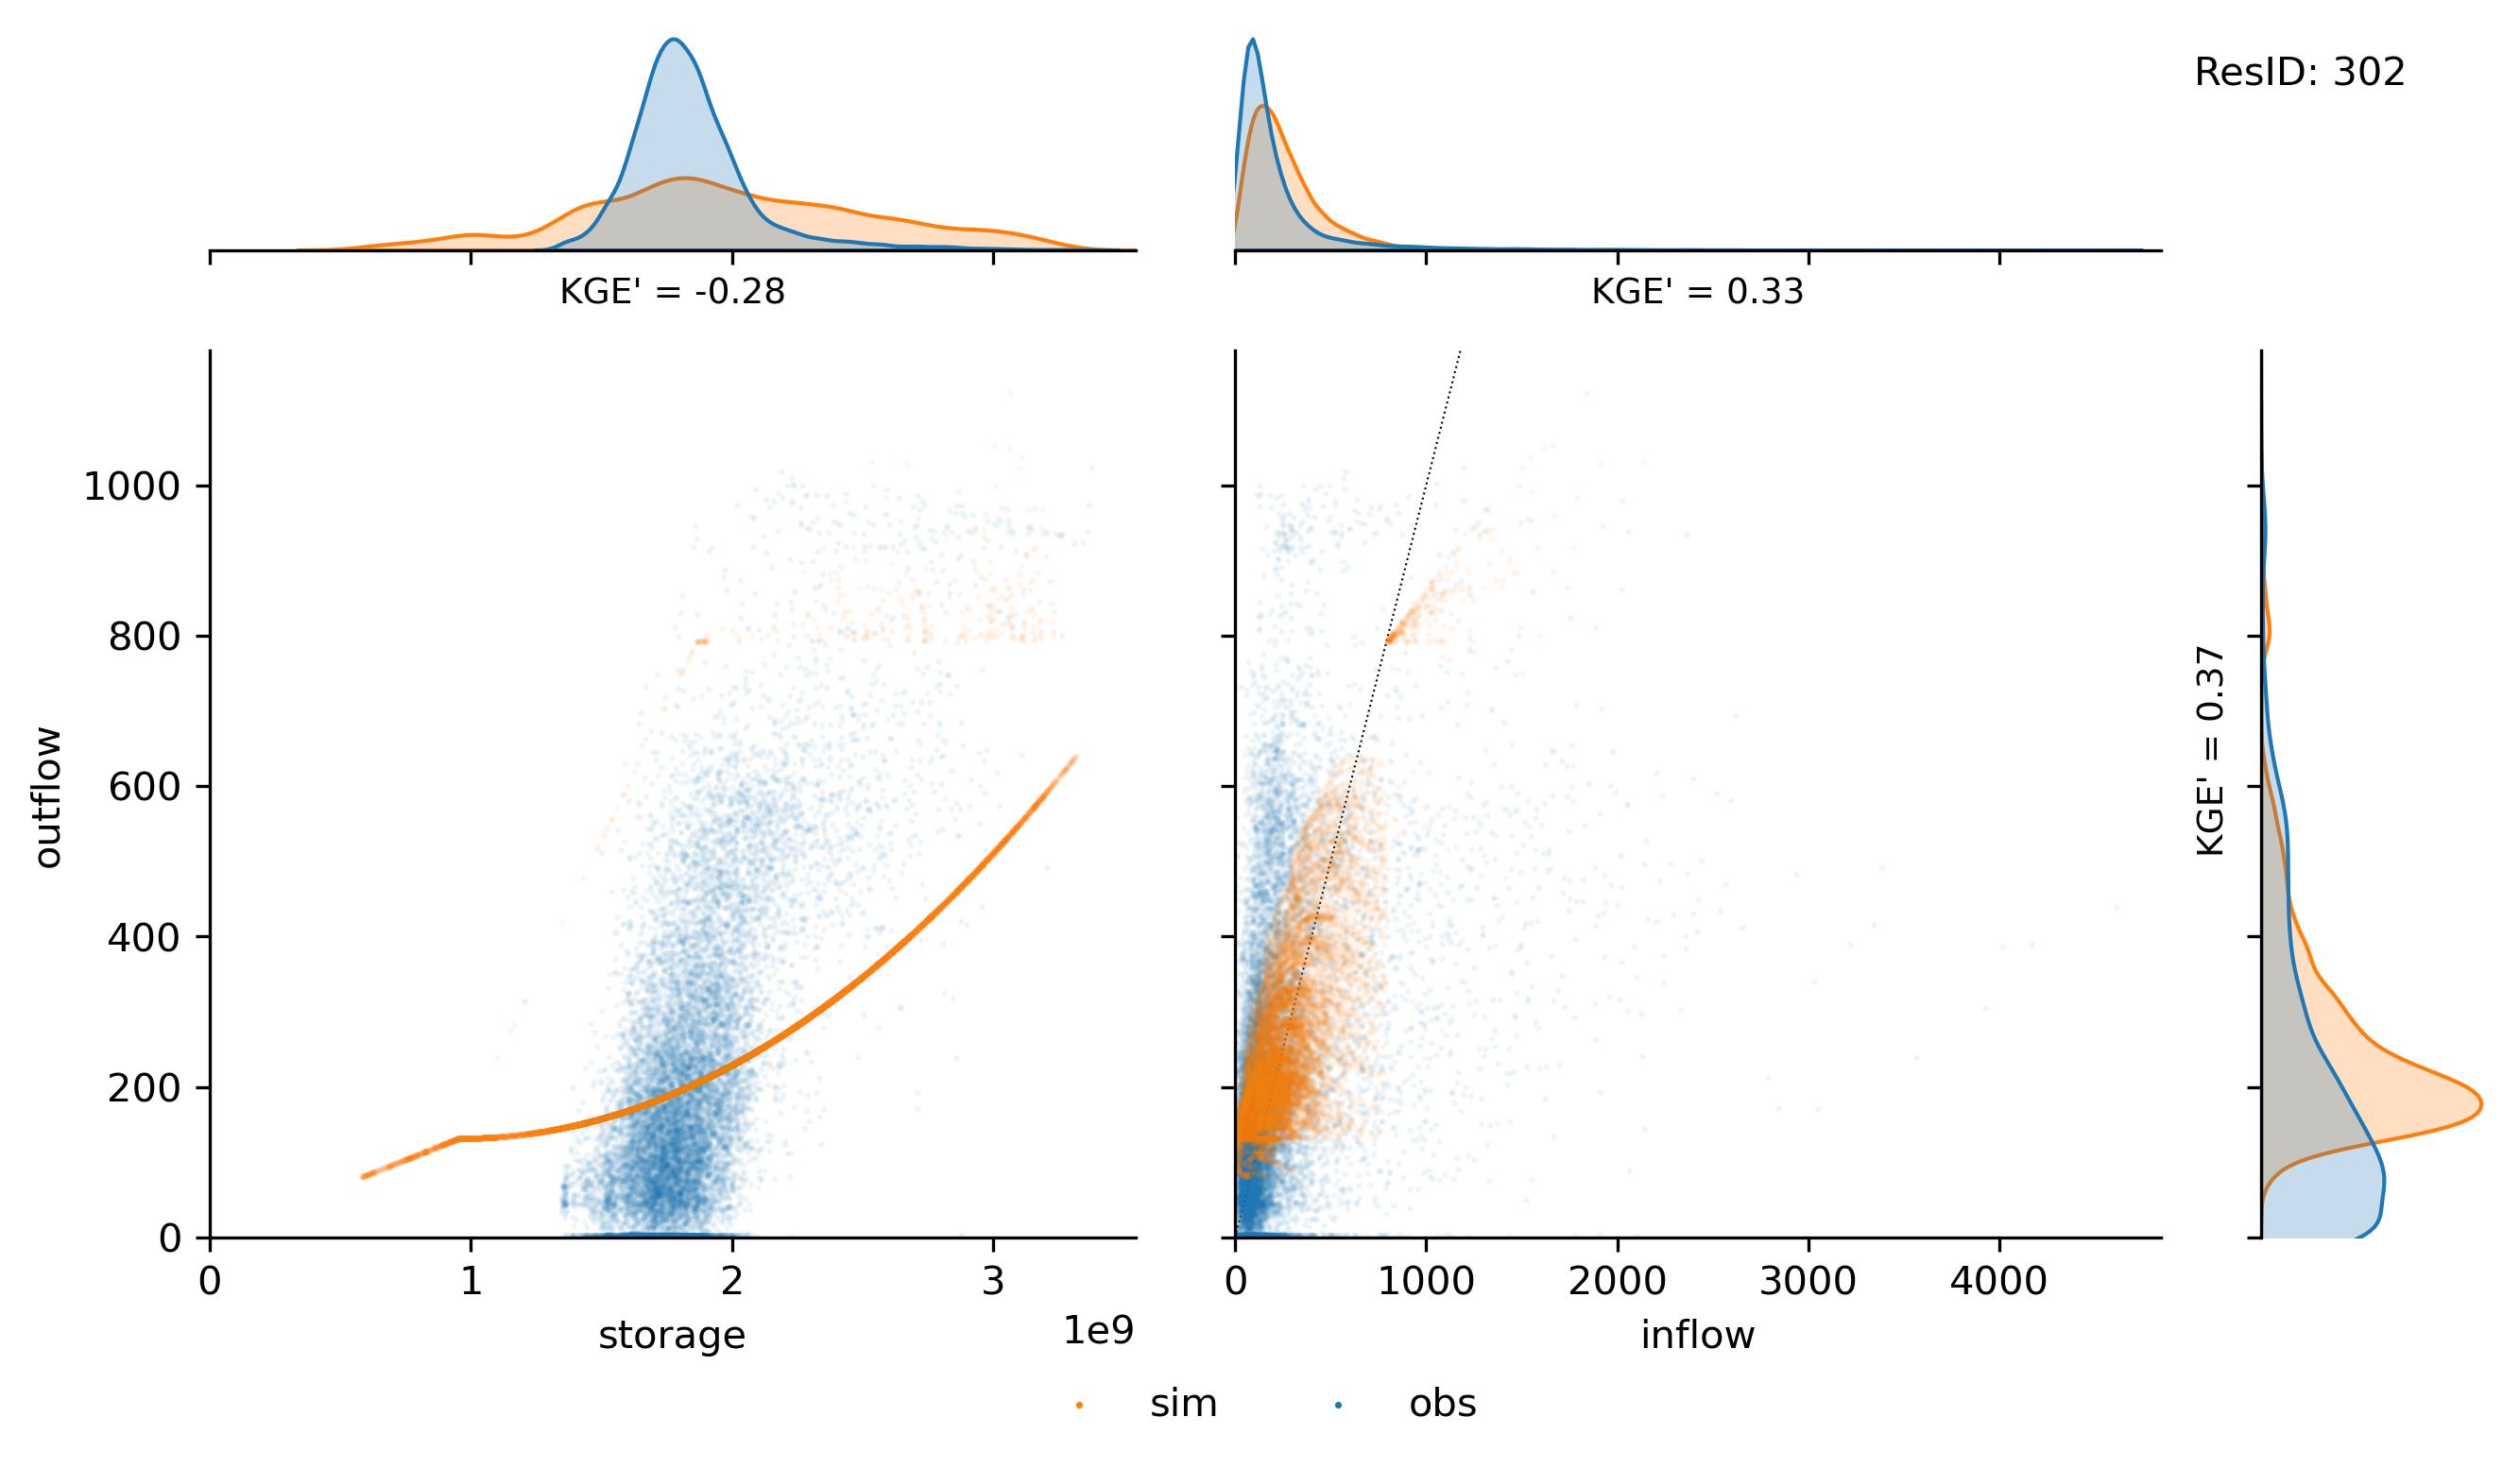 ResID: 302
KGE' = -0.28
KGE' = 0.33
1000
800
600
400
200
0
outflow
KGE' = 0.37
0 1 2 3
0 1000 2000 3000 4000
storage
1e9
inflow
sim obs